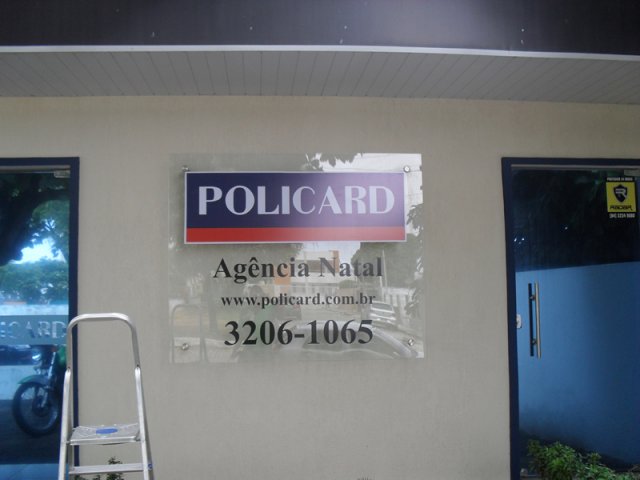 POLICARD
Agência Natal
www.policard.com.br
3206-1065